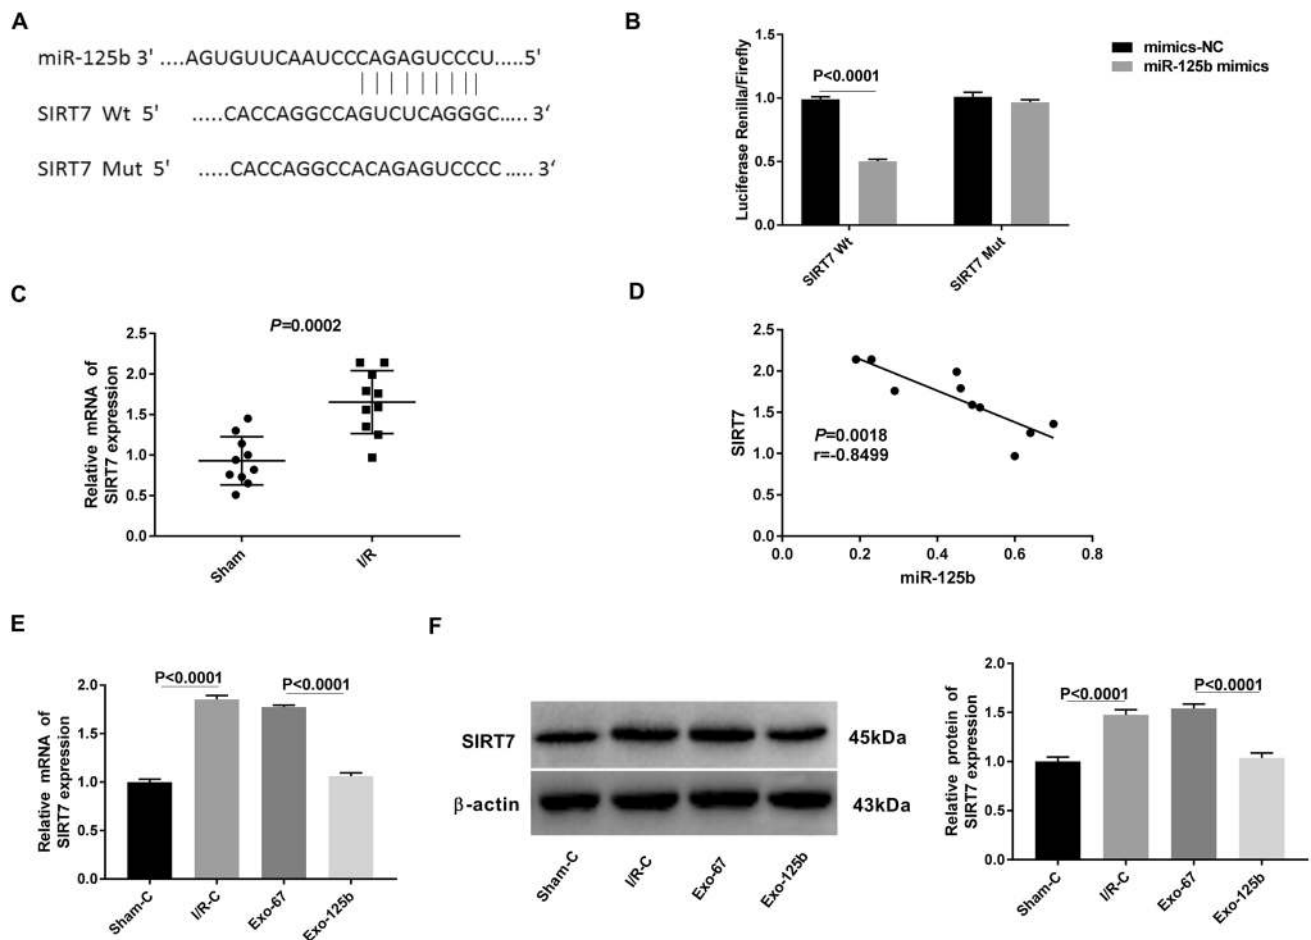 A
miR-125b 3' ....AGUGUUCAAUCCCAGAGUCCCU.....5'
SIRT7 Wt 5' .....CACCAGGCCAGUCUCAGGGC..... 3'
SIRT7 Mut 5' .....CACCAGGCCACAGAGUCCCC ..... 3'
B
Luciferase Renilla/Firefly
1.5
1.0
0.5
0.0
P<0.0001
SIRT7 Wt
SIRT7 Mut
mimics-NC
miR-125b mimics
C
P=0.0002
Relative mRNA of
SIRT7 expression
2.5
2.0
1.5
1.0
0.5
0.0
Sham
I/R
D
SIRT7
2.5
2.0
1.5
1.0
0.5
0.0
P=0.0018
r=-0.8499
0.0 0.2 0.4 0.6 0.8
miR-125b
E
Relative mRNA of
SIRT7 expression
2.0
1.5
1.0
0.5
0.0
P<0.0001
P<0.0001
Sham-C
I/R-C
Exo-67
Exo-125b
F
SIRT7
45kDa
β-actin
43kDa
Sham-C
I/R-C
Exo-67
Exo-125b
Relative protein of
SIRT7 expression
2.0
1.5
1.0
0.5
0.0
P<0.0001
P<0.0001
Sham-C
I/R-C
Exo-67
Exo-125b